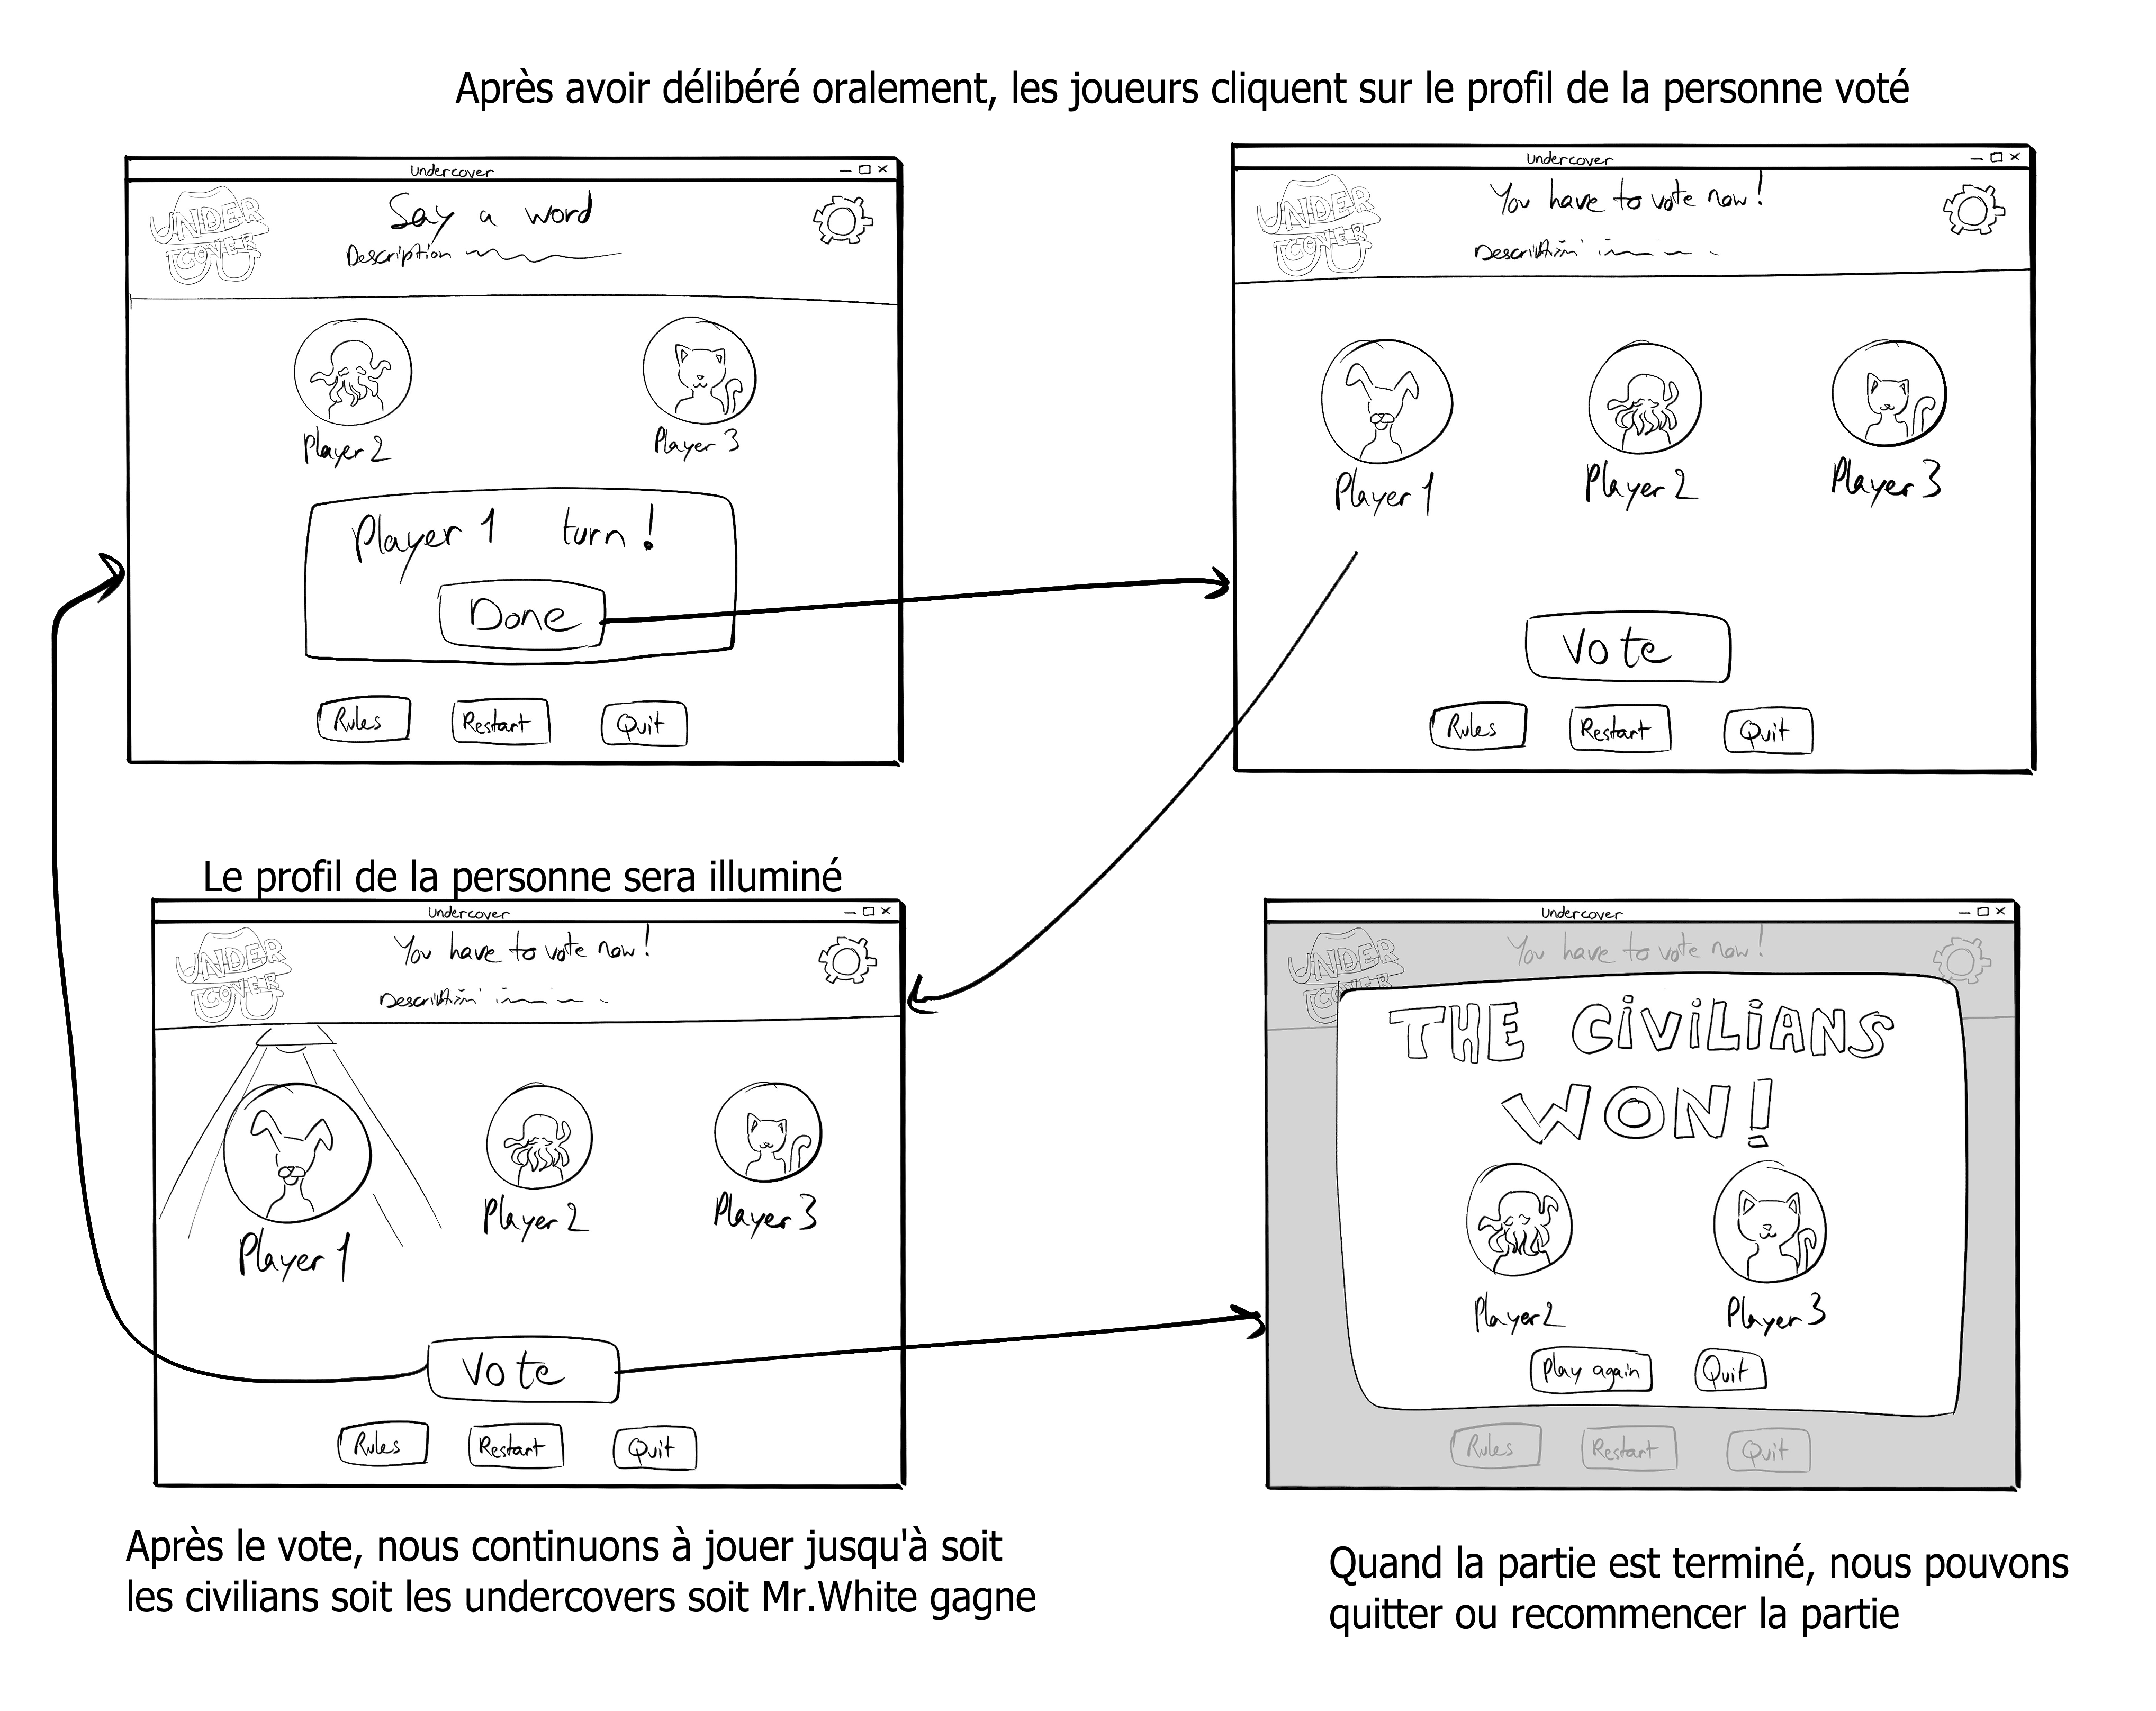 Après avoir délibéré oralement, les joueurs cliquent sur le profil de la personne voté
Undercover
UNDER
COVER
Say a word
Description
Player 2
Player 3
Player 1 turn!
Done
Rules
Restart
Quit
Undercover
UNDER
COVER
You have to vote now!
Player 1
Player 2
Player 3
Vote
Rules
Restart
Quit
Le profil de la personne sera illuminé
Undercover
UNDER
COVER
You have to vote now!
Player 1
Player 2
Player 3
Vote
Rules
Restart
Quit
Après le vote, nous continuons à jouer jusqu'à soit
les civilians soit les undercovers soit Mr.White gagne
Undercover
UNDER
You have to vote now!
THE CIVILIANS
WON!
Player 2
Player 3
Play again
Quit
Rules
Restart
Quit
Quand la partie est terminé, nous pouvons
quitter ou recommencer la partie